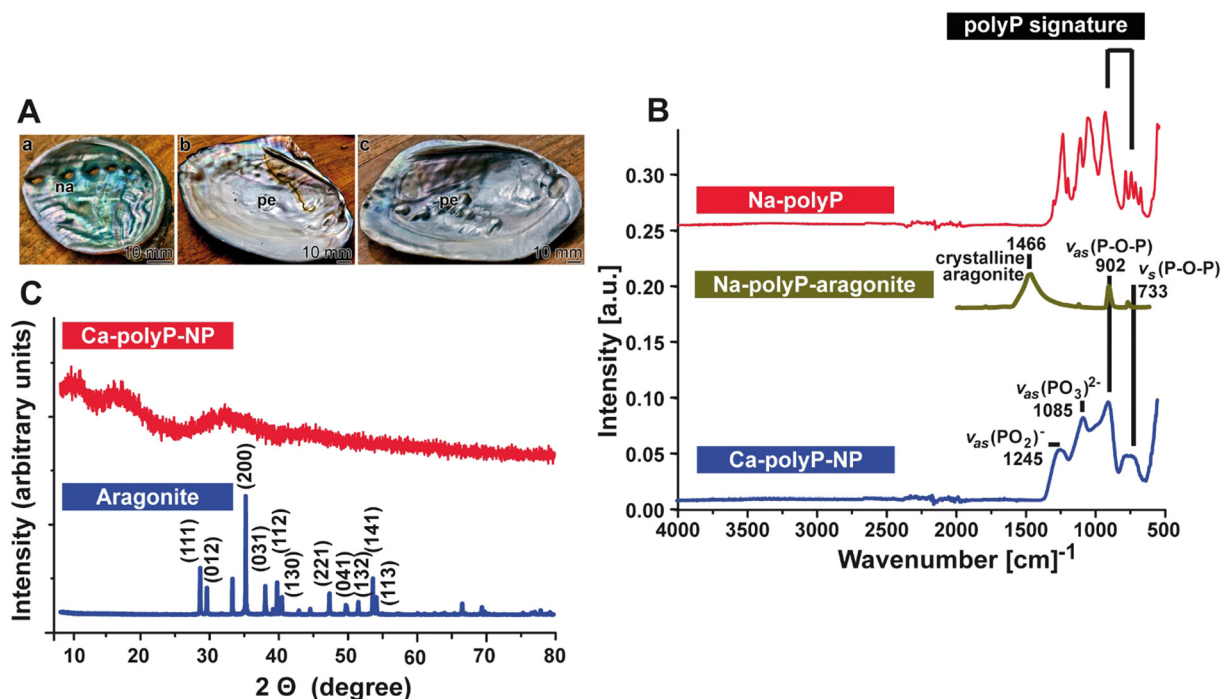 A
a
na
10 mm
b
pe
10 mm
c
pe
10 mm
B
polyP signature
Na-polyP
Na-polyP-aragonite
Ca-polyP-NP
1466
crystalline
aragonite
νas(P-O-P)
902
νs(P-O-P)
733
νas(PO3)2-
1085
νas(PO2)-
1245
Intensity [a.u.]
0.30
0.25
0.20
0.15
0.10
0.05
0.00
4000 3500 3000 2500 2000 1500 1000 500
Wavenumber [cm]-1
C
Ca-polyP-NP
Aragonite
(111)
(012)
(200)
(031)
(112)
(130)
(221)
(041)
(132)
(141)
(113)
Intensity (arbitrary units)
10 20 30 40 50 60 70 80
2 Θ (degree)